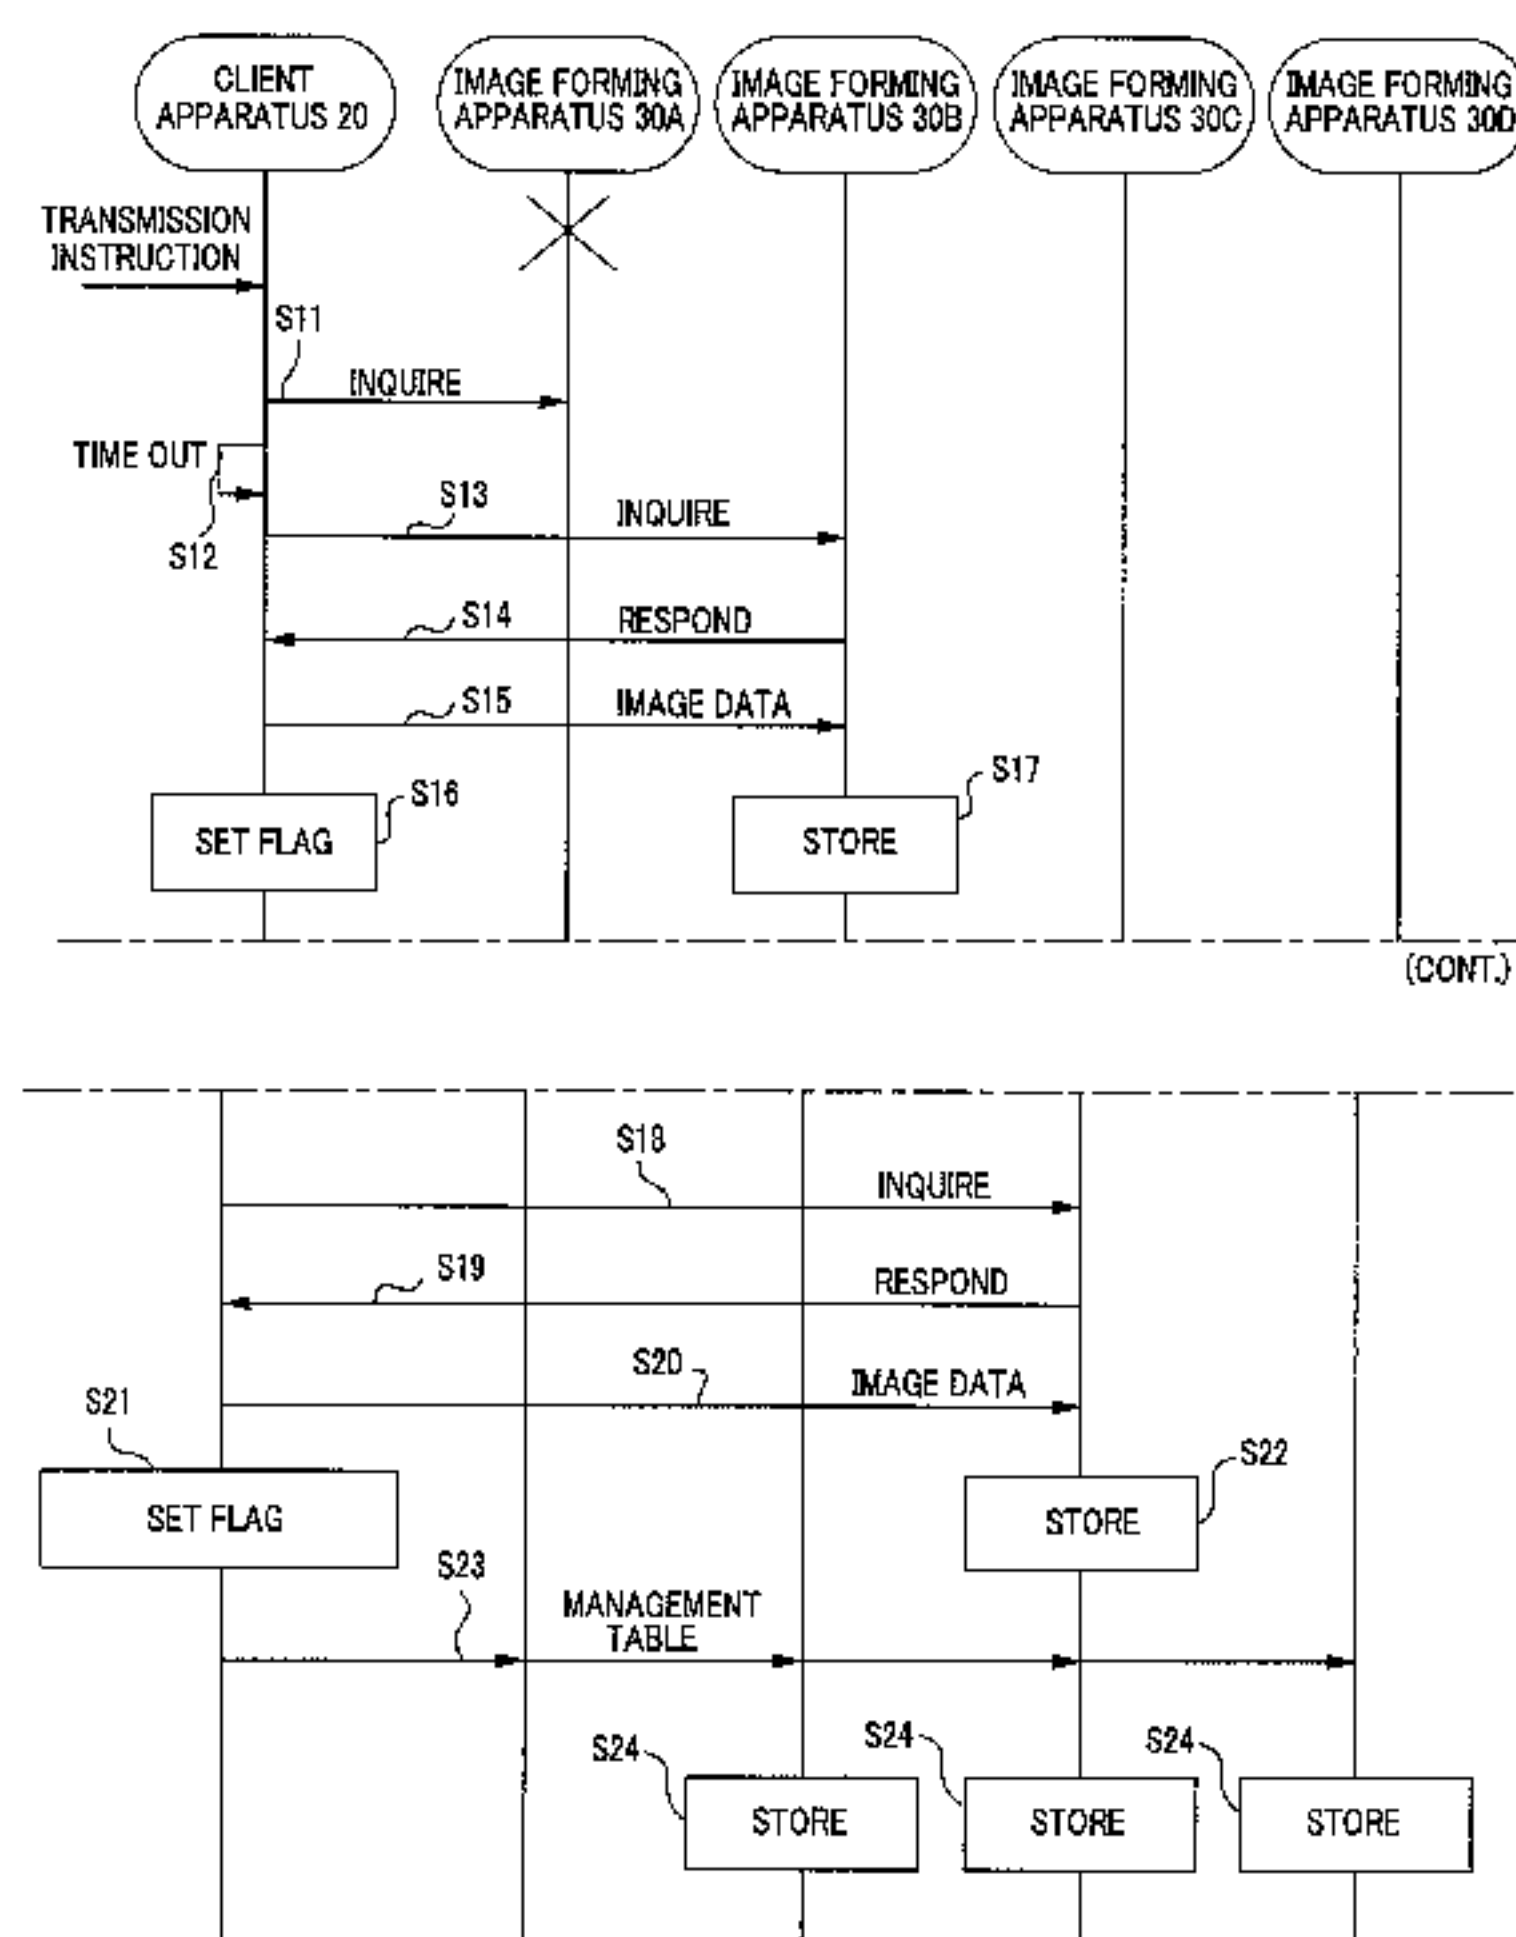 CLIENT
APPARATUS 20
IMAGE FORMING
APPARATUS 30A
IMAGE FORMING
APPARATUS 30B
IMAGE FORMING
APPARATUS 30C
IMAGE FORMING
APPARATUS 30D
TRANSMISSION
INSTRUCTION
S11
INQUIRE
TIME OUT
S12
S13
INQUIRE
S14
RESPOND
S15
IMAGE DATA
S16
SET FLAG
S17
STORE
(CONT.)
S18
INQUIRE
S19
RESPOND
S20
IMAGE DATA
S21
SET FLAG
S22
STORE
S23
MANAGEMENT
TABLE
S24
STORE
S24
STORE
S24
STORE